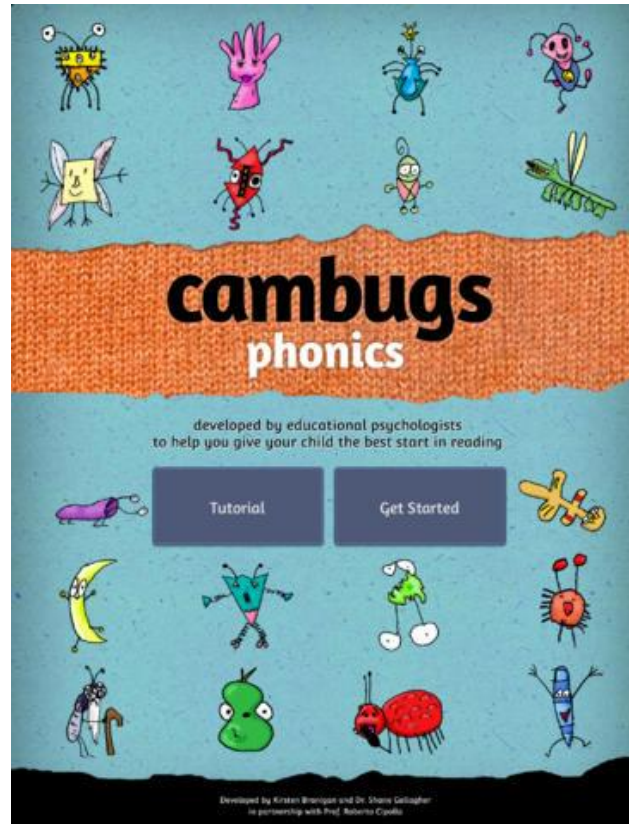 cambugs
phonics
developed by educational psychologists
to help you give your child the best start in reading
Tutorial
Get Started
Developed by Kirsten Branigan and Dr. Shane Gallagher
in partnership with Prof. Roberto Cipolla